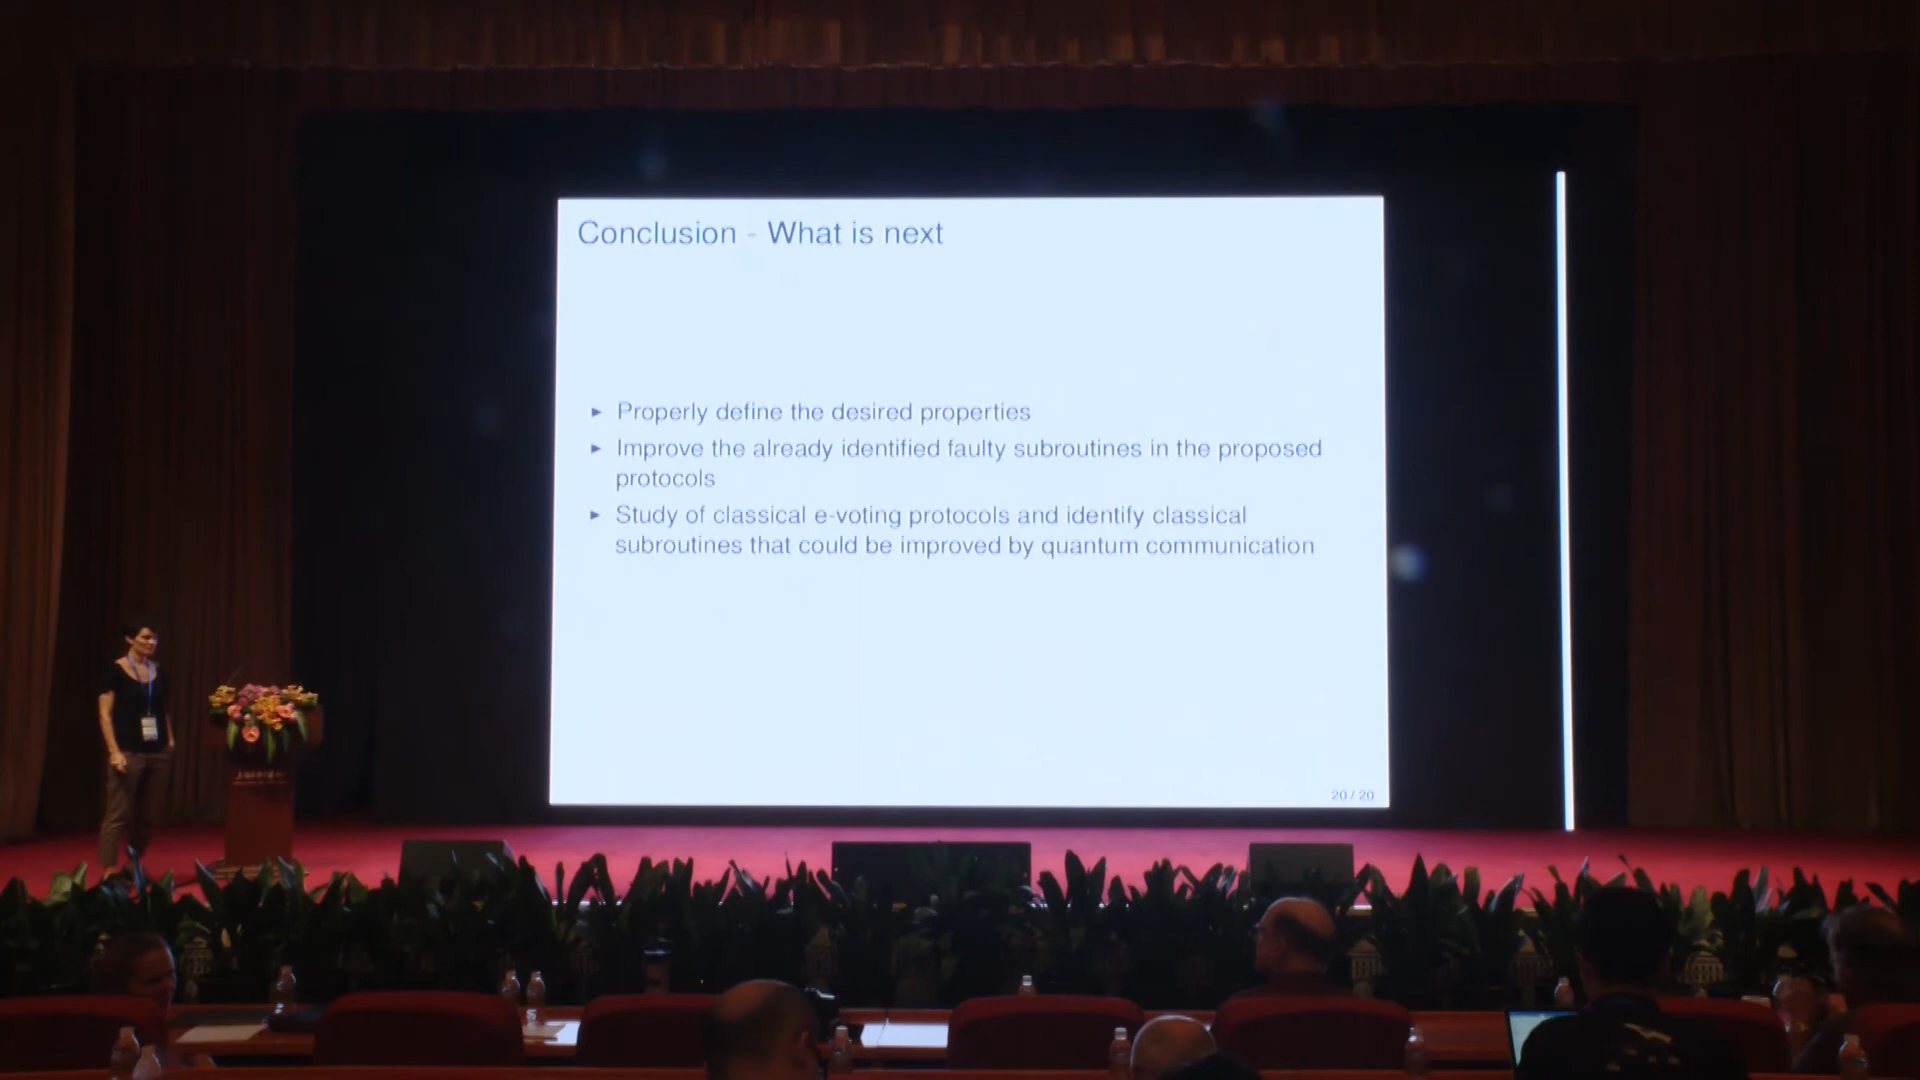 Conclusion - What is next
▸ Properly define the desired properties
▸ Improve the already identified faulty subroutines in the proposed
protocols
▸ Study of classical e-voting protocols and identify classical
subroutines that could be improved by quantum communication
20 / 20